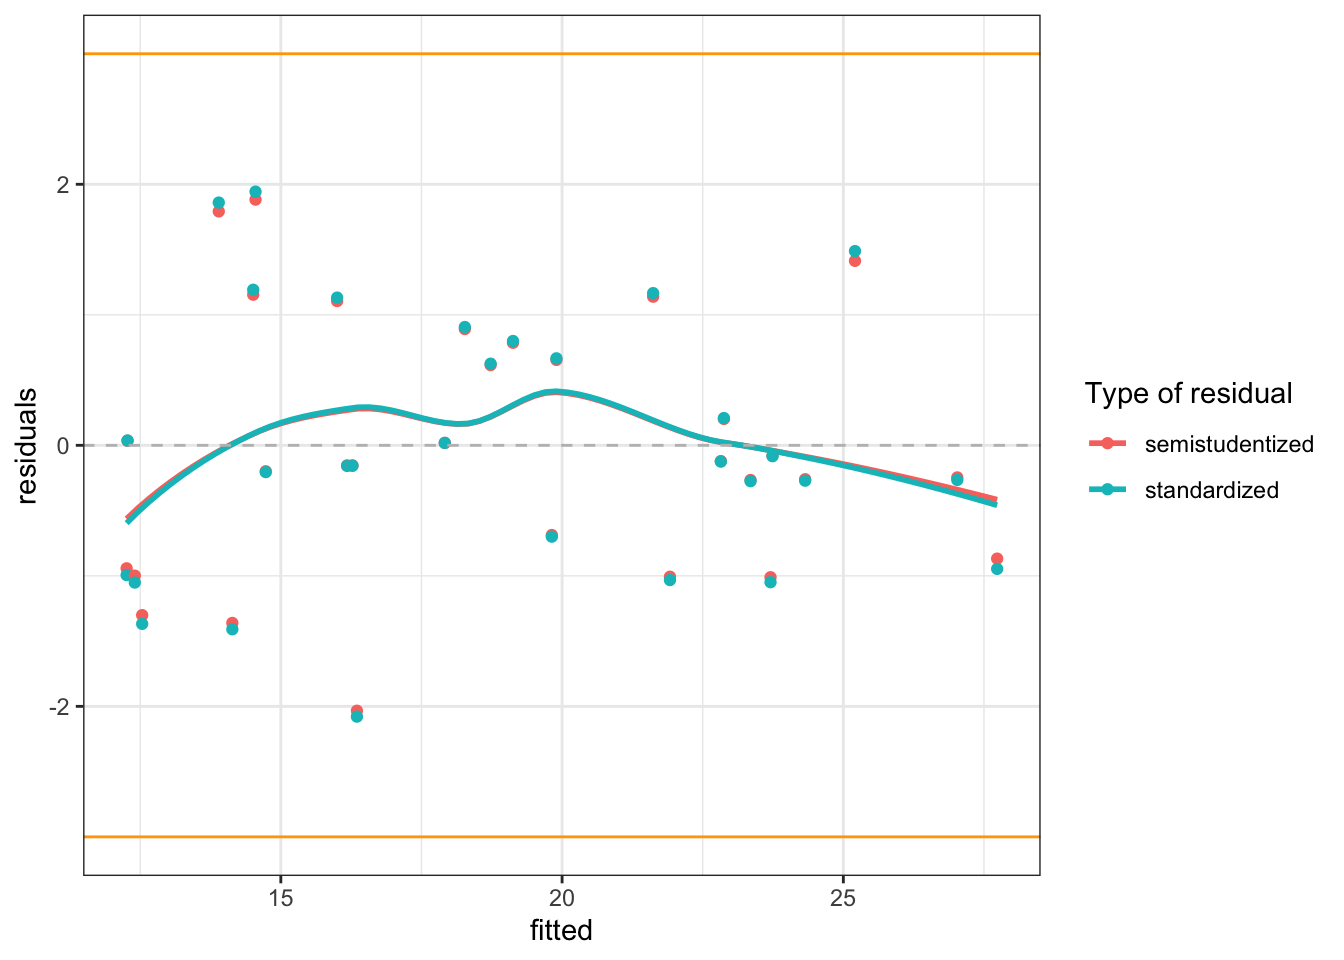 2
0
-2
residuals
15
20
25
fitted
Type of residual
semistudentized
standardized